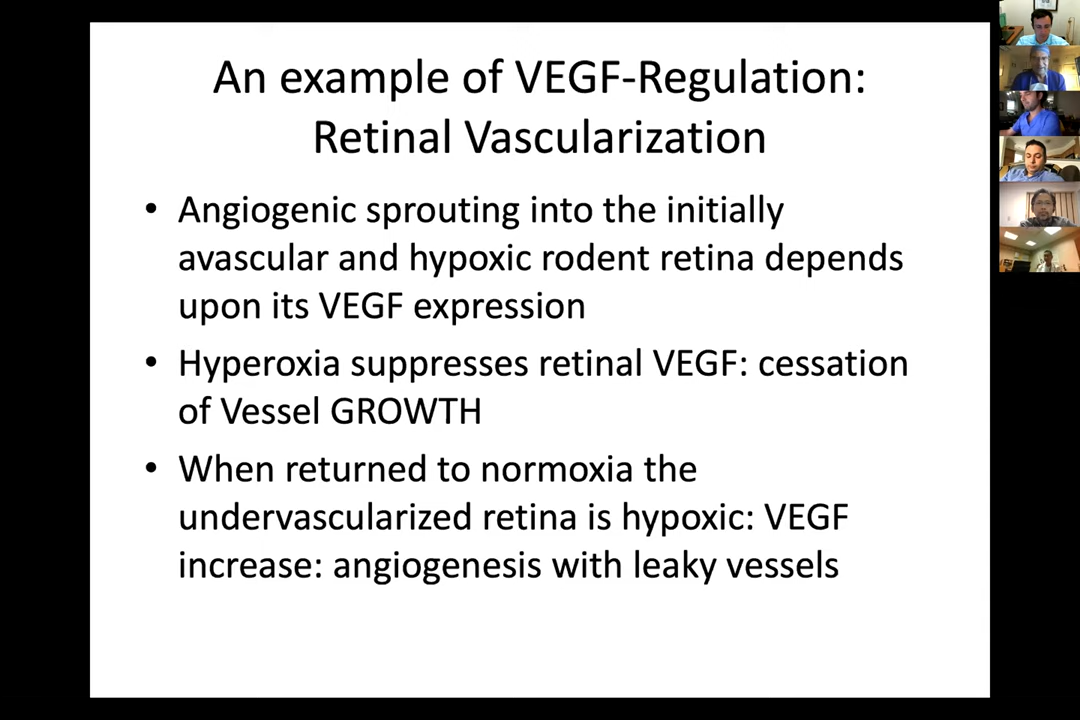 An example of VEGF-Regulation:
Retinal Vascularization
• Angiogenic sprouting into the initially
avascular and hypoxic rodent retina depends
upon its VEGF expression
• Hyperoxia suppresses retinal VEGF: cessation
of Vessel GROWTH
• When returned to normoxia the
undervascularized retina is hypoxic: VEGF
increase: angiogenesis with leaky vessels